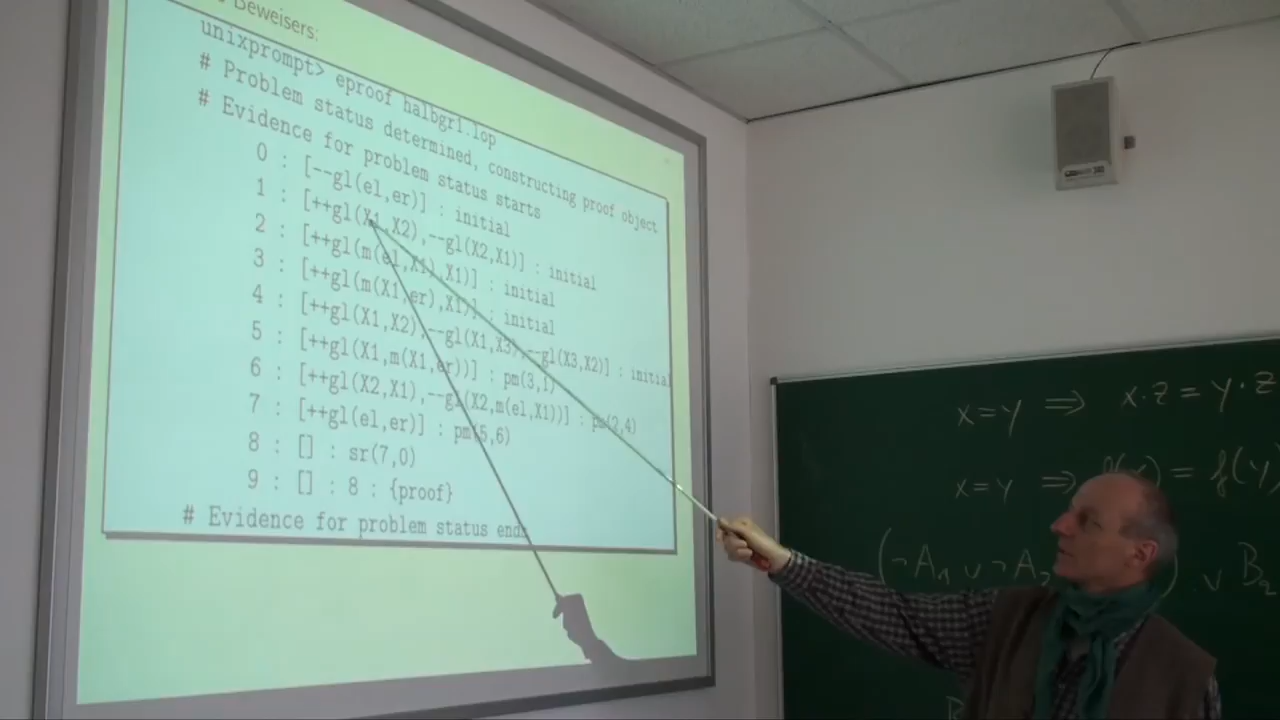 Beweisers:
unixprompt> eproof halbgr1.lop
# Problem status determined, constructing proof object
# Evidence for problem status starts
0 : [--gl(el,er)] : initial
1 : [++gl(X1,X2),--gl(X2,X1)] : initial
2 : [++gl(m(el,X1),X1)] : initial
3 : [++gl(m(X1,er),X1)] : initial
4 : [++gl(X1,X2),--gl(X1,X3),--gl(X3,X2)] : initial
5 : [++gl(X1,m(X1,er))] : pm(3,1)
6 : [++gl(X2,X1),--gl(X2,m(el,X1))] : pm(2,4)
7 : [++gl(el,er)] : pm(5,6)
8 : [] : sr(7,0)
9 : [] : 8 : {proof}
# Evidence for problem status ends
x=y ⇒ x·z = y·z
x=y ⇒ f(x) = f(y)
(¬A₁ ∨ ¬A₂ ) ∨ B₂